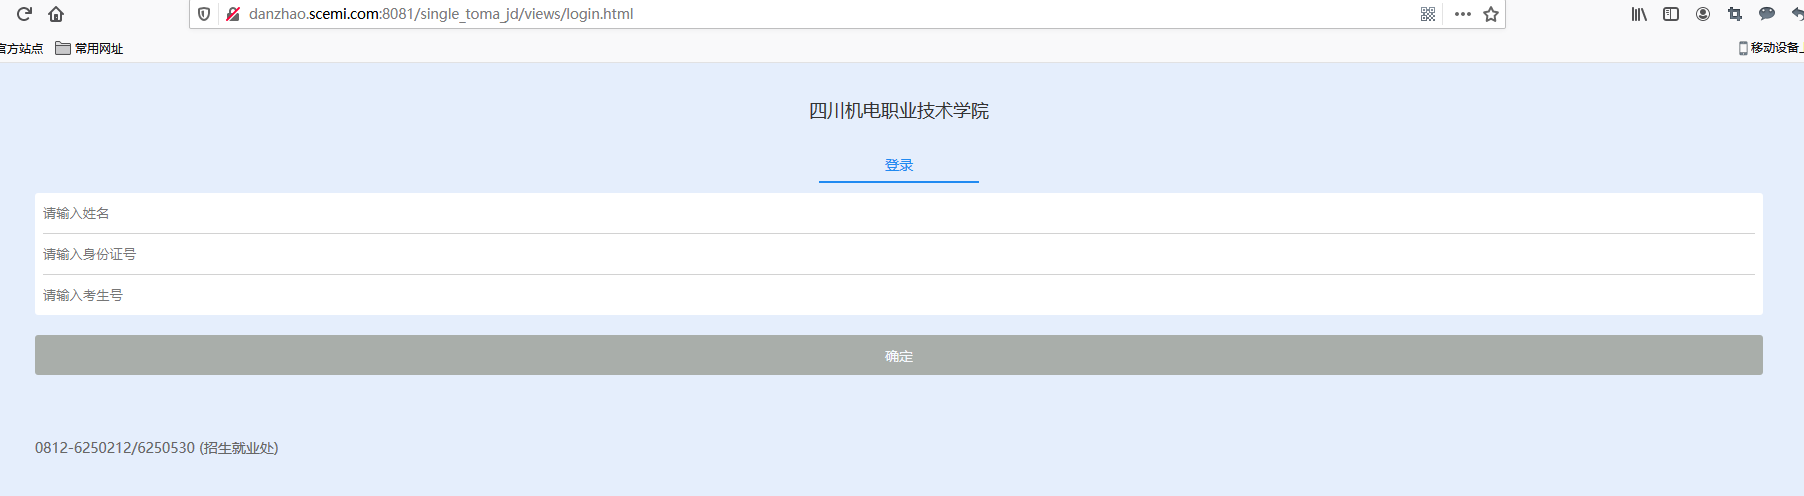 danzhao.scemi.com:8081/single_toma_jd/views/login.html
官方站点 常用网址 移动设备上
四川机电职业技术学院
登录
请输入姓名
请输入身份证号
请输入考生号
确定
0812-6250212/6250530 (招生就业处)